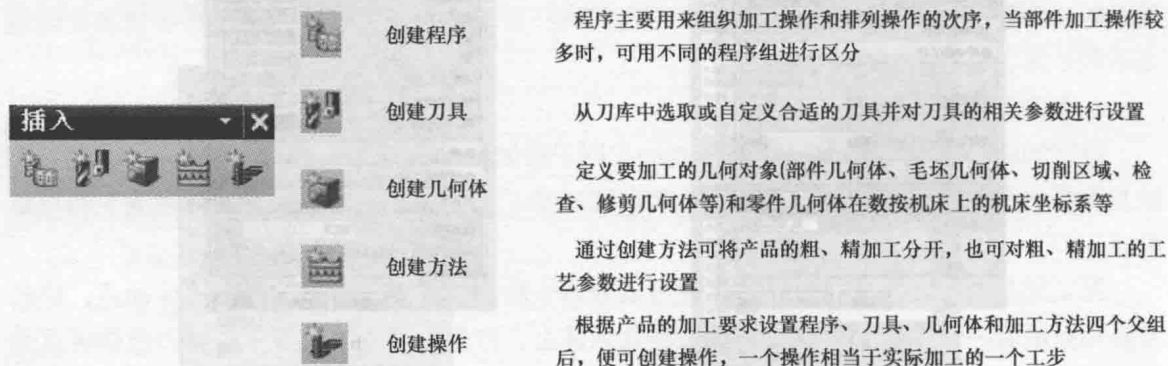 插入
创建程序
程序主要用来组织加工操作和排列操作的次序，当部件加工操作较
多时，可用不同的程序组进行区分
创建刀具
从刀库中选取或自定义合适的刀具并对刀具的相关参数进行设置
创建几何体
定义要加工的几何对象(部件几何体、毛坯几何体、切削区域、检
查、修剪几何体等)和零件几何体在数按机床上的机床坐标系等
创建方法
通过创建方法可将产品的粗、精加工分开，也可对粗、精加工的工
艺参数进行设置
创建操作
根据产品的加工要求设置程序、刀具、几何体和加工方法四个父组
后，便可创建操作，一个操作相当于实际加工的一个工步